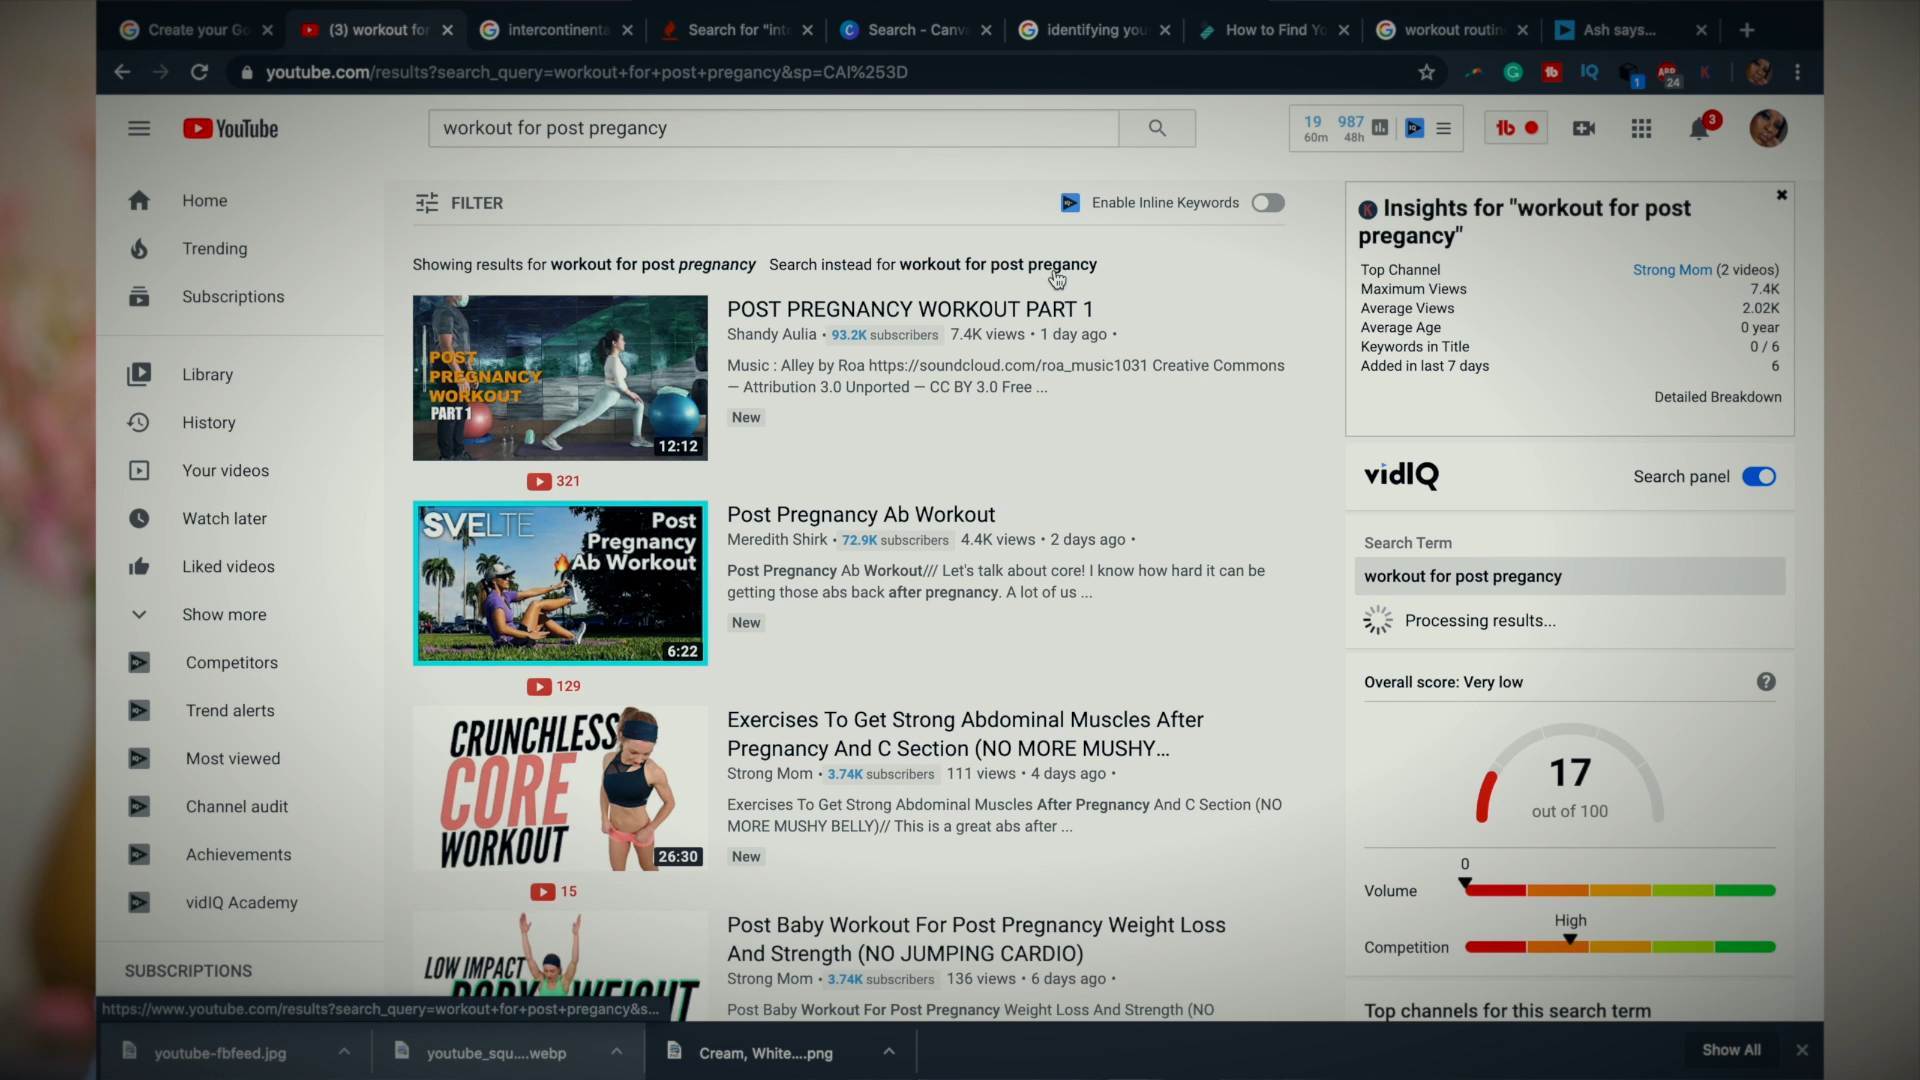 Create your Go
(3) workout for
intercontinenta
Search for "inte
Search - Canva
identifying you
How to Find Yo
workout routin
Ash says...
youtube.com/results?search_query=workout+for+post+pregancy&sp=CAI%253D
1
24
YouTube
workout for post pregancy
19 60m
987 48h
3
Home
Trending
Subscriptions
Library
History
Your videos
Watch later
Liked videos
Show more
Competitors
Trend alerts
Most viewed
Channel audit
Achievements
vidIQ Academy
SUBSCRIPTIONS
FILTER
Enable Inline Keywords
Showing results for workout for post pregnancy Search instead for workout for post pregancy
POST
PREGNANCY
WORKOUT
PART 1
12:12
321
POST PREGNANCY WORKOUT PART 1
Shandy Aulia • 93.2K subscribers 7.4K views • 1 day ago •
Music : Alley by Roa https://soundcloud.com/roa_music1031 Creative Commons
— Attribution 3.0 Unported — CC BY 3.0 Free ...
New
SVELTE
Post
Pregnancy
Ab Workout
6:22
129
Post Pregnancy Ab Workout
Meredith Shirk • 72.9K subscribers 4.4K views • 2 days ago •
Post Pregnancy Ab Workout/// Let's talk about core! I know how hard it can be
getting those abs back after pregnancy. A lot of us ...
New
CRUNCHLESS
CORE
WORKOUT
26:30
15
Exercises To Get Strong Abdominal Muscles After
Pregnancy And C Section (NO MORE MUSHY...
Strong Mom • 3.74K subscribers 111 views • 4 days ago •
Exercises To Get Strong Abdominal Muscles After Pregnancy And C Section (NO
MORE MUSHY BELLY)// This is a great abs after ...
New
LOW IMPACT
BODYWEIGHT
Post Baby Workout For Post Pregnancy Weight Loss
And Strength (NO JUMPING CARDIO)
Strong Mom • 3.74K subscribers 136 views • 6 days ago •
Post Baby Workout For Post Pregnancy Weight Loss And Strength (NO
Insights for "workout for post
pregancy"
Top Channel Strong Mom (2 videos)
Maximum Views 7.4K
Average Views 2.02K
Average Age 0 year
Keywords in Title 0 / 6
Added in last 7 days 6
Detailed Breakdown
vidIQ
Search panel
Search Term
workout for post pregancy
Processing results...
Overall score: Very low
17
out of 100
0
Volume
High
Competition
Top channels for this search term
https://www.youtube.com/results?search_query=workout+for+post+pregancy&s...
youtube-fbfeed.jpg
youtube_squ....webp
Cream, White....png
Show All